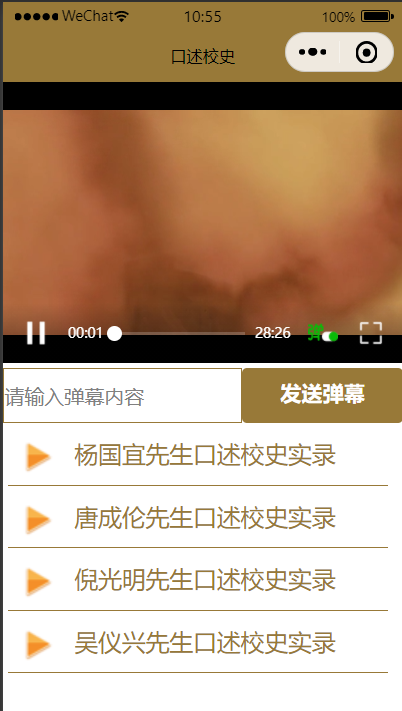 WeChat 10:55 100%
口述校史
00:01 28:26 弹
请输入弹幕内容 发送弹幕
杨国宜先生口述校史实录
唐成伦先生口述校史实录
倪光明先生口述校史实录
吴仪兴先生口述校史实录